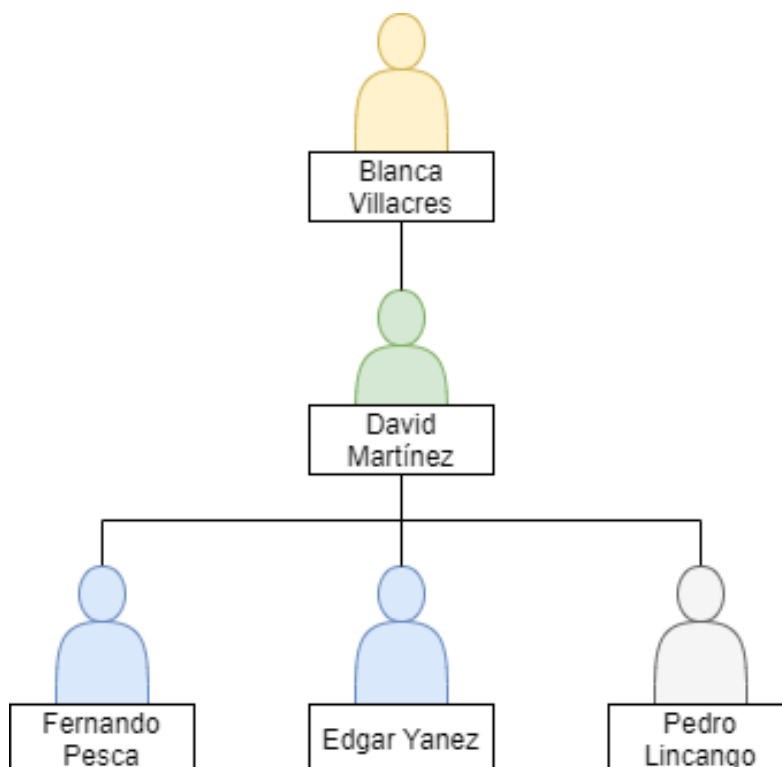 Blanca
Villacres
David
Martínez
Fernando
Pesca
Edgar Yanez
Pedro
Lincango